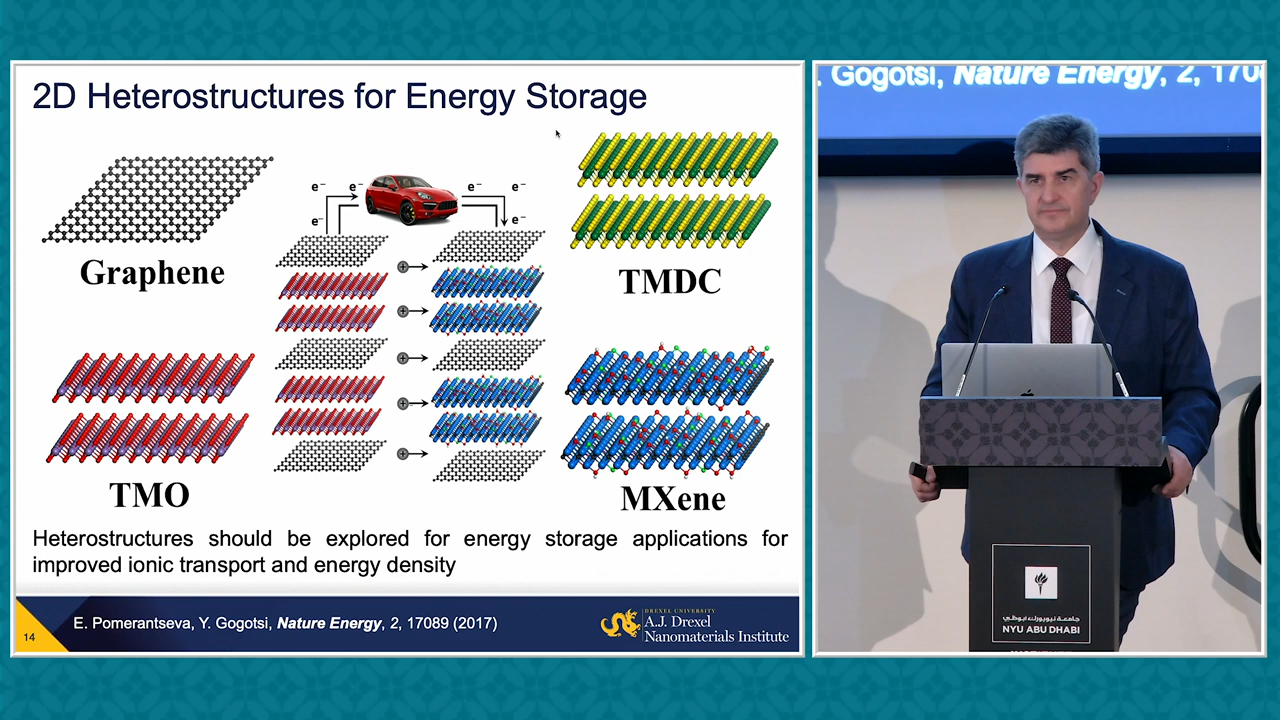 2D Heterostructures for Energy Storage
Graphene
e⁻ e⁻ e⁻ e⁻
e⁻ e⁻
TMDC
TMO
MXene
Heterostructures should be explored for energy storage applications for
improved ionic transport and energy density
14
E. Pomerantseva, Y. Gogotsi, Nature Energy, 2, 17089 (2017)
DREXEL UNIVERSITY
A.J. Drexel
Nanomaterials Institute
. Gogotsi, Nature Energy, 2, 1708
جامعة نيويورك أبوظبي
NYU ABU DHABI